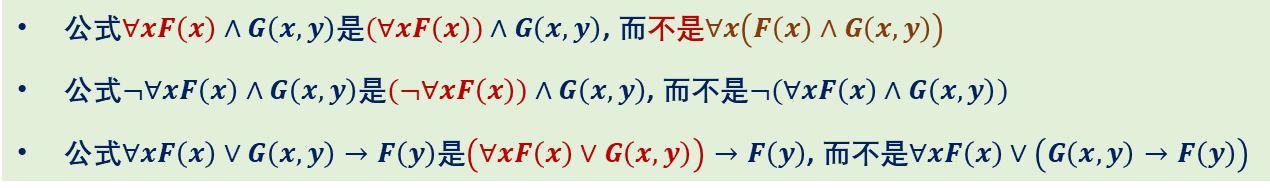 • 公式∀xF(x) ∧ G(x, y)是(∀xF(x)) ∧ G(x, y), 而不是∀x(F(x) ∧ G(x, y))
• 公式¬∀xF(x) ∧ G(x, y)是(¬∀xF(x)) ∧ G(x, y), 而不是¬(∀xF(x) ∧ G(x, y))
• 公式∀xF(x) ∨ G(x, y) → F(y)是(∀xF(x) ∨ G(x, y)) → F(y), 而不是∀xF(x) ∨ (G(x, y) → F(y))